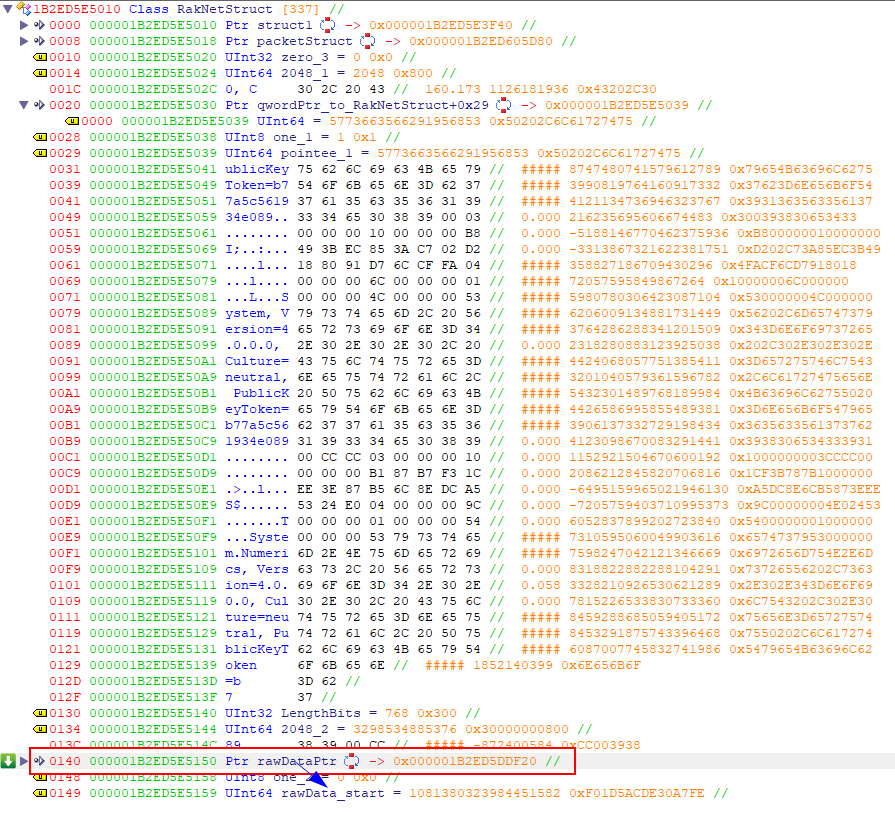 1B2ED5E5010 Class RakNetStruct [337] //
0000 000001B2ED5E5010 Ptr struct1 -> 0x000001B2ED5E3F40 //
0008 000001B2ED5E5018 Ptr packetStruct -> 0x000001B2ED605D80 //
0010 000001B2ED5E5020 UInt32 zero_3 = 0 0x0 //
0014 000001B2ED5E5024 UInt64 2048_1 = 2048 0x800 //
001C 000001B2ED5E502C 0, C 30 2C 20 43 // 160.173 1126181936 0x43202C30
0020 000001B2ED5E5030 Ptr qwordPtr_to_RakNetStruct+0x29 -> 0x000001B2ED5E5039 //
0000 000001B2ED5E5039 UInt64 = 5773663566291956853 0x50202C6C61727475 //
0028 000001B2ED5E5038 UInt8 one_1 = 1 0x1 //
0029 000001B2ED5E5039 UInt64 pointee_1 = 5773663566291956853 0x50202C6C61727475 //
0031 000001B2ED5E5041 ublicKey 75 62 6C 69 63 4B 65 79 // ##### 8747480741579612789 0x79654B63696C6275
0039 000001B2ED5E5049 Token=b7 54 6F 6B 65 6E 3D 62 37 // ##### 3990819764160917332 0x37623D6E656B6F54
0041 000001B2ED5E5051 7a5c5619 37 61 35 63 35 36 31 39 // ##### 4121134736946323767 0x3931363563356137
0049 000001B2ED5E5059 34e089.. 33 34 65 30 38 39 00 03 // 0.000 216235695606674483 0x300393830653433
0051 000001B2ED5E5061 ........ 00 00 00 10 00 00 00 B8 // 0.000 -5188146770462375936 0xB800000010000000
0059 000001B2ED5E5069 I;..:... 49 3B EC 85 3A C7 02 D2 // 0.000 -3313867321622381751 0xD202C73A85EC3B49
0061 000001B2ED5E5071 ....l... 18 80 91 D7 6C CF FA 04 // ##### 358827186709430296 0x4FACF6CD7918018
0069 000001B2ED5E5079 ...l.... 00 00 00 6C 00 00 00 01 // ##### 72057595849867264 0x10000006C000000
0071 000001B2ED5E5081 ...L...S 00 00 00 4C 00 00 00 53 // ##### 5980780306423087104 0x530000004C000000
0079 000001B2ED5E5089 ystem, V 79 73 74 65 6D 2C 20 56 // ##### 6206009134881731449 0x56202C6D65747379
0081 000001B2ED5E5091 ersion=4 65 72 73 69 6F 6E 3D 34 // ##### 3764286288341201509 0x343D6E6F69737265
0089 000001B2ED5E5099 .0.0.0, 2E 30 2E 30 2E 30 2C 20 // 0.000 2318280883123925038 0x202C302E302E302E
0091 000001B2ED5E50A1 Culture= 43 75 6C 74 75 72 65 3D // ##### 4424068057751385411 0x3D657275746C7543
0099 000001B2ED5E50A9 neutral, 6E 65 75 74 72 61 6C 2C // ##### 3201040579361596782 0x2C6C61727475656E
00A1 000001B2ED5E50B1 PublicK 20 50 75 62 6C 69 63 4B // ##### 5432301489768189984 0x4B63696C62755020
00A9 000001B2ED5E50B9 eyToken= 65 79 54 6F 6B 65 6E 3D // ##### 4426586995855489381 0x3D6E656B6F547965
00B1 000001B2ED5E50C1 b77a5c56 62 37 37 61 35 63 35 36 // ##### 3906137332729198434 0x3635633561373762
00B9 000001B2ED5E50C9 1934e089 31 39 33 34 65 30 38 39 // 0.000 4123098670083291441 0x3938306534333931
00C1 000001B2ED5E50D1 ........ 00 CC CC 03 00 00 00 10 // 0.000 1152921504670600192 0x1000000003CCCC00
00C9 000001B2ED5E50D9 ........ 00 00 00 B1 87 B7 F3 1C // 0.000 2086212845820706816 0x1CF3B787B1000000
00D1 000001B2ED5E50E1 .>..l... EE 3E 87 B5 6C 8E DC A5 // 0.000 -6495159965021946130 0xA5DC8E6CB5873EEE
00D9 000001B2ED5E50E9 S$...... 53 24 E0 04 00 00 00 9C // 0.000 -7205759403710995373 0x9C00000004E02453
00E1 000001B2ED5E50F1 .......T 00 00 00 01 00 00 00 54 // 0.000 6052837899202723840 0x5400000001000000
00E9 000001B2ED5E50F9 ...Syste 00 00 00 53 79 73 74 65 // ##### 7310595060049903616 0x6574737953000000
00F1 000001B2ED5E5101 m.Numeri 6D 2E 4E 75 6D 65 72 69 // ##### 7598247042121346669 0x6972656D754E2E6D
00F9 000001B2ED5E5109 cs, Vers 63 73 2C 20 56 65 72 73 // ##### 8318822882288104291 0x73726556202C7363
0101 000001B2ED5E5111 ion=4.0. 69 6F 6E 3D 34 2E 30 2E // 0.058 3328210926530621289 0x2E302E343D6E6F69
0109 000001B2ED5E5119 0.0, Cul 30 2E 30 2C 20 43 75 6C // ##### 7815226533830733360 0x6C7543202C302E30
0111 000001B2ED5E5121 ture=neu 74 75 72 65 3D 6E 65 75 // ##### 8459288685059405172 0x75656E3D65727574
0119 000001B2ED5E5129 tral, Pu 74 72 61 6C 2C 20 50 75 // ##### 8453291875743396468 0x7550202C6C617274
0121 000001B2ED5E5131 blicKeyT 62 6C 69 63 4B 65 79 54 // ##### 6087007745832741986 0x5479654B63696C62
0129 000001B2ED5E5139 oken 6F 6B 65 6E // ##### 1852140399 0x6E656B6F
012D 000001B2ED5E513D =b 3D 62 //
012F 000001B2ED5E513F 7 37 //
0130 000001B2ED5E5140 UInt32 LengthBits = 768 0x300 //
0134 000001B2ED5E5144 UInt64 2048_2 = 3298534885376 0x30000000800 //
013C 000001B2ED5E514C 89.. 38 39 00 CC // ##### -872400584 0xCC003938
0140 000001B2ED5E5150 Ptr rawDataPtr -> 0x000001B2ED5DDF20 //
0148 000001B2ED5E5158 UInt8 = 0 0x0 //
0149 000001B2ED5E5159 UInt64 rawData_start = 1081380323984451582 0xF01D5ACDE30A7FE //